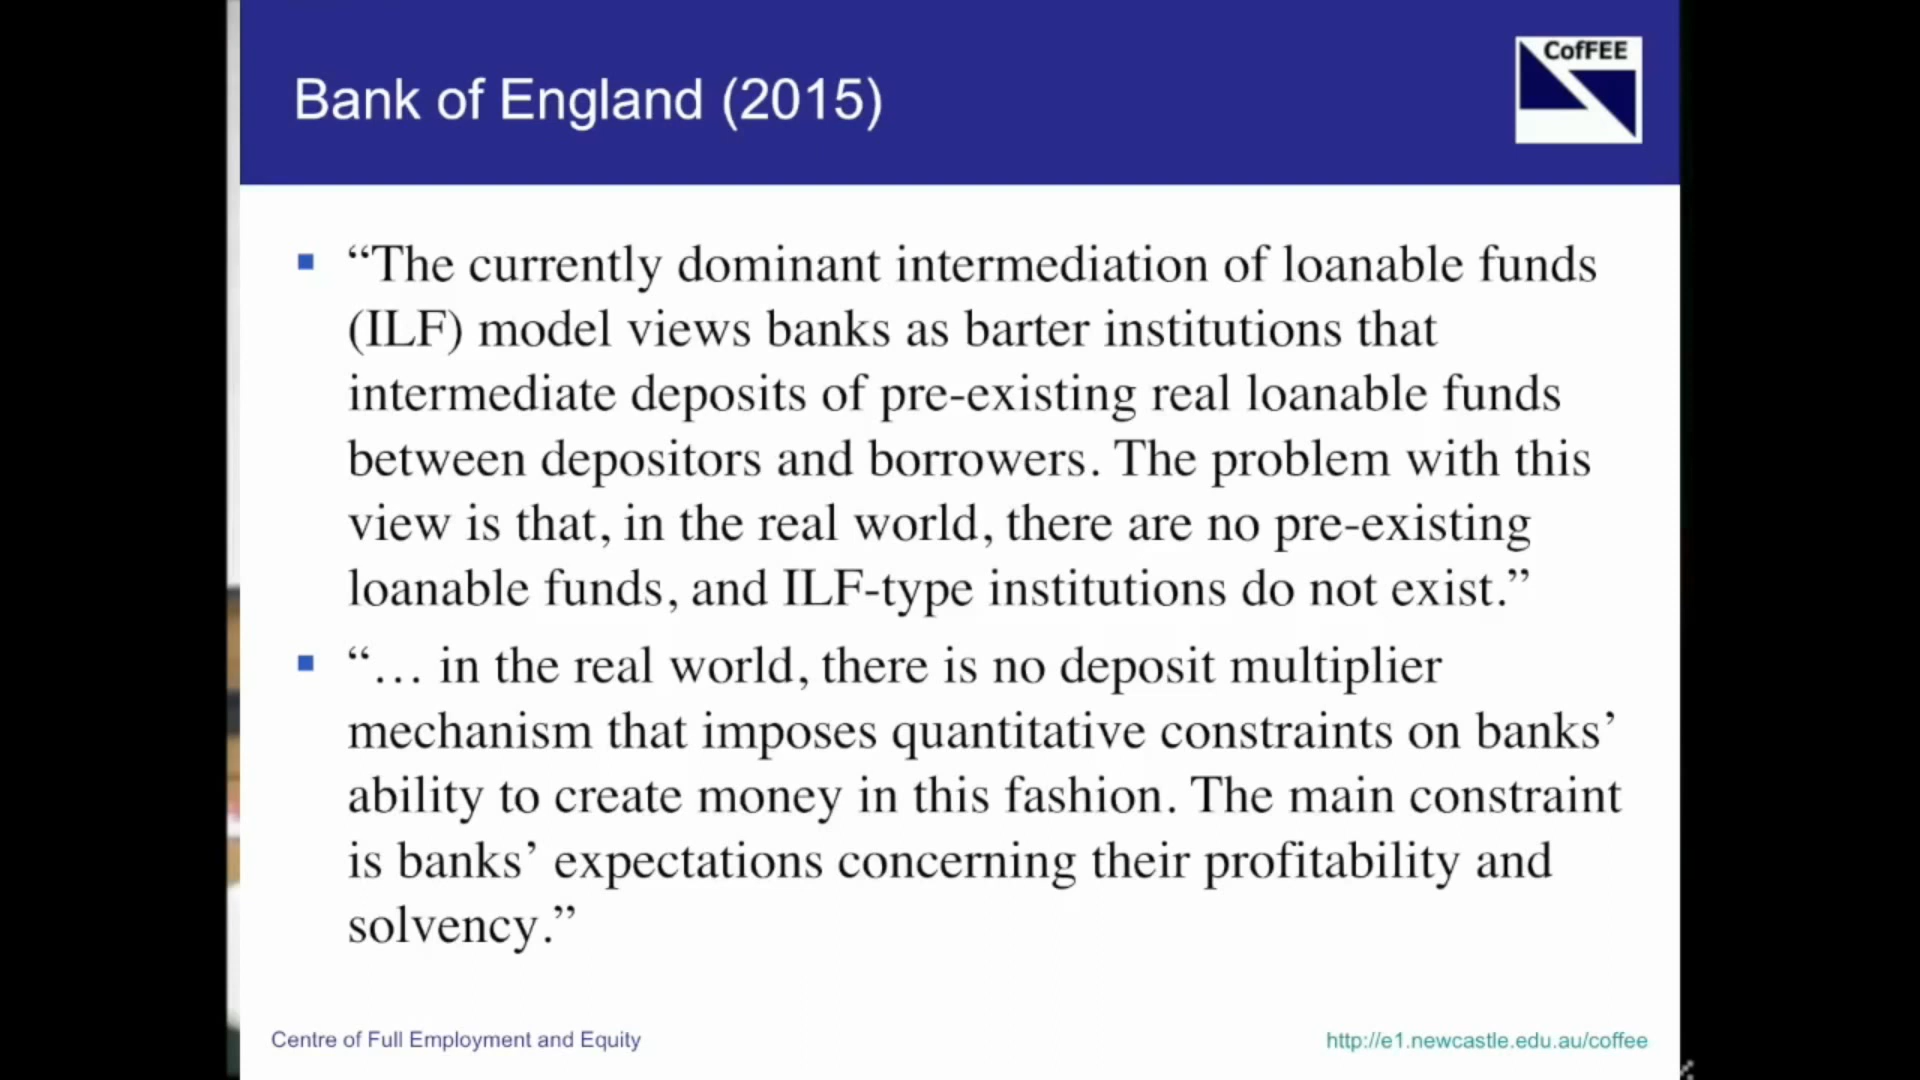 CofFEE
Bank of England (2015)
“The currently dominant intermediation of loanable funds
(ILF) model views banks as barter institutions that
intermediate deposits of pre-existing real loanable funds
between depositors and borrowers. The problem with this
view is that, in the real world, there are no pre-existing
loanable funds, and ILF-type institutions do not exist.”
“… in the real world, there is no deposit multiplier
mechanism that imposes quantitative constraints on banks’
ability to create money in this fashion. The main constraint
is banks’ expectations concerning their profitability and
solvency.”
Centre of Full Employment and Equity
http://e1.newcastle.edu.au/coffee